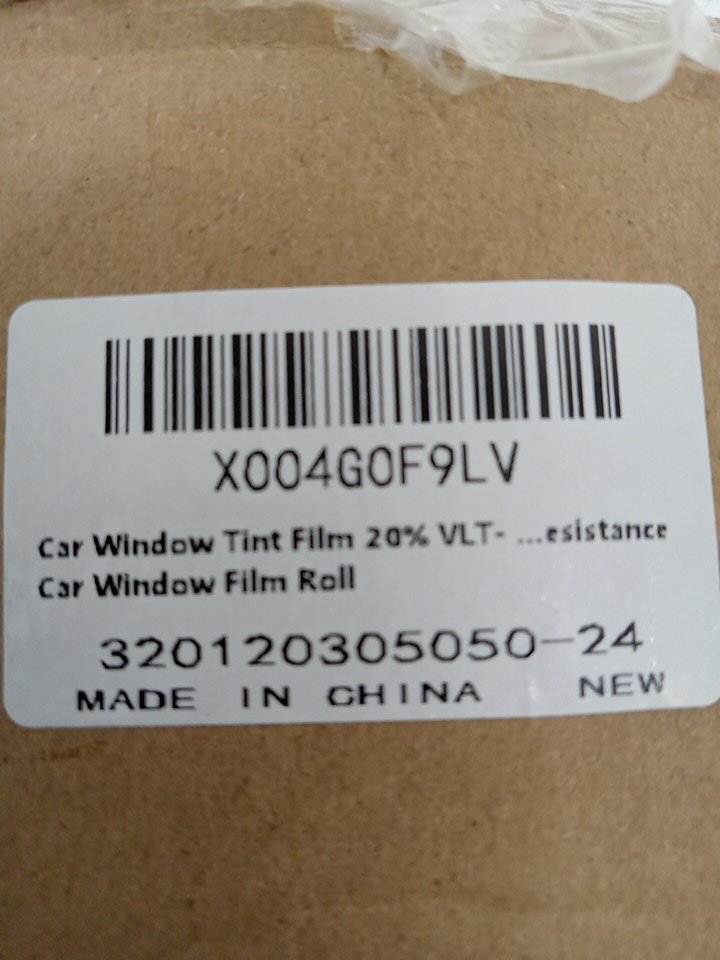 X004G0F9LV
Car Window Tint Film 20% VLT- ...esistance
Car Window Film Roll
320120305050-24
MADE IN CHINA NEW